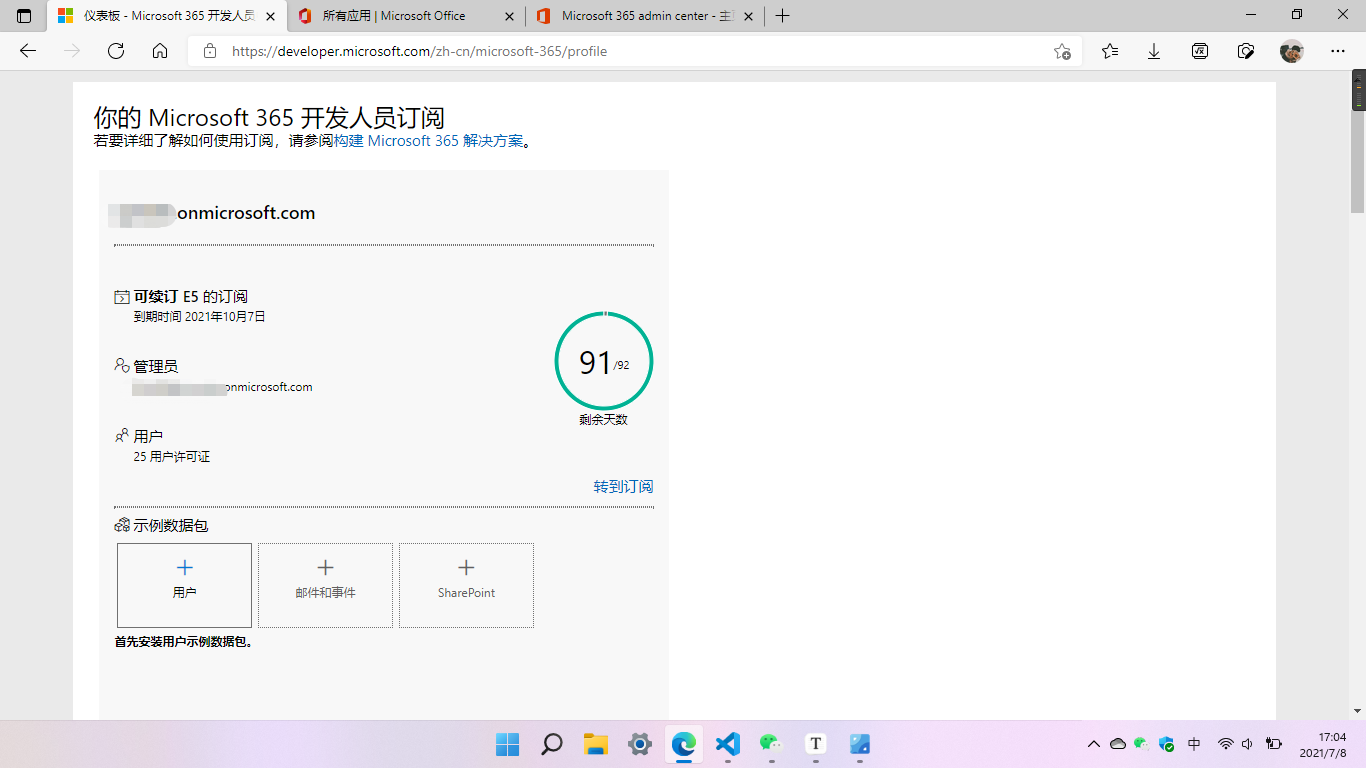 仪表板 - Microsoft 365 开发人员
所有应用 | Microsoft Office
Microsoft 365 admin center - 主
https://developer.microsoft.com/zh-cn/microsoft-365/profile
你的 Microsoft 365 开发人员订阅
若要详细了解如何使用订阅，请参阅构建 Microsoft 365 解决方案。
onmicrosoft.com
可续订 E5 的订阅
到期时间 2021年10月7日
管理员
onmicrosoft.com
91/92
剩余天数
用户
25 用户许可证
转到订阅
示例数据包
用户
邮件和事件
SharePoint
首先安装用户示例数据包。
T
中
17:04
2021/7/8